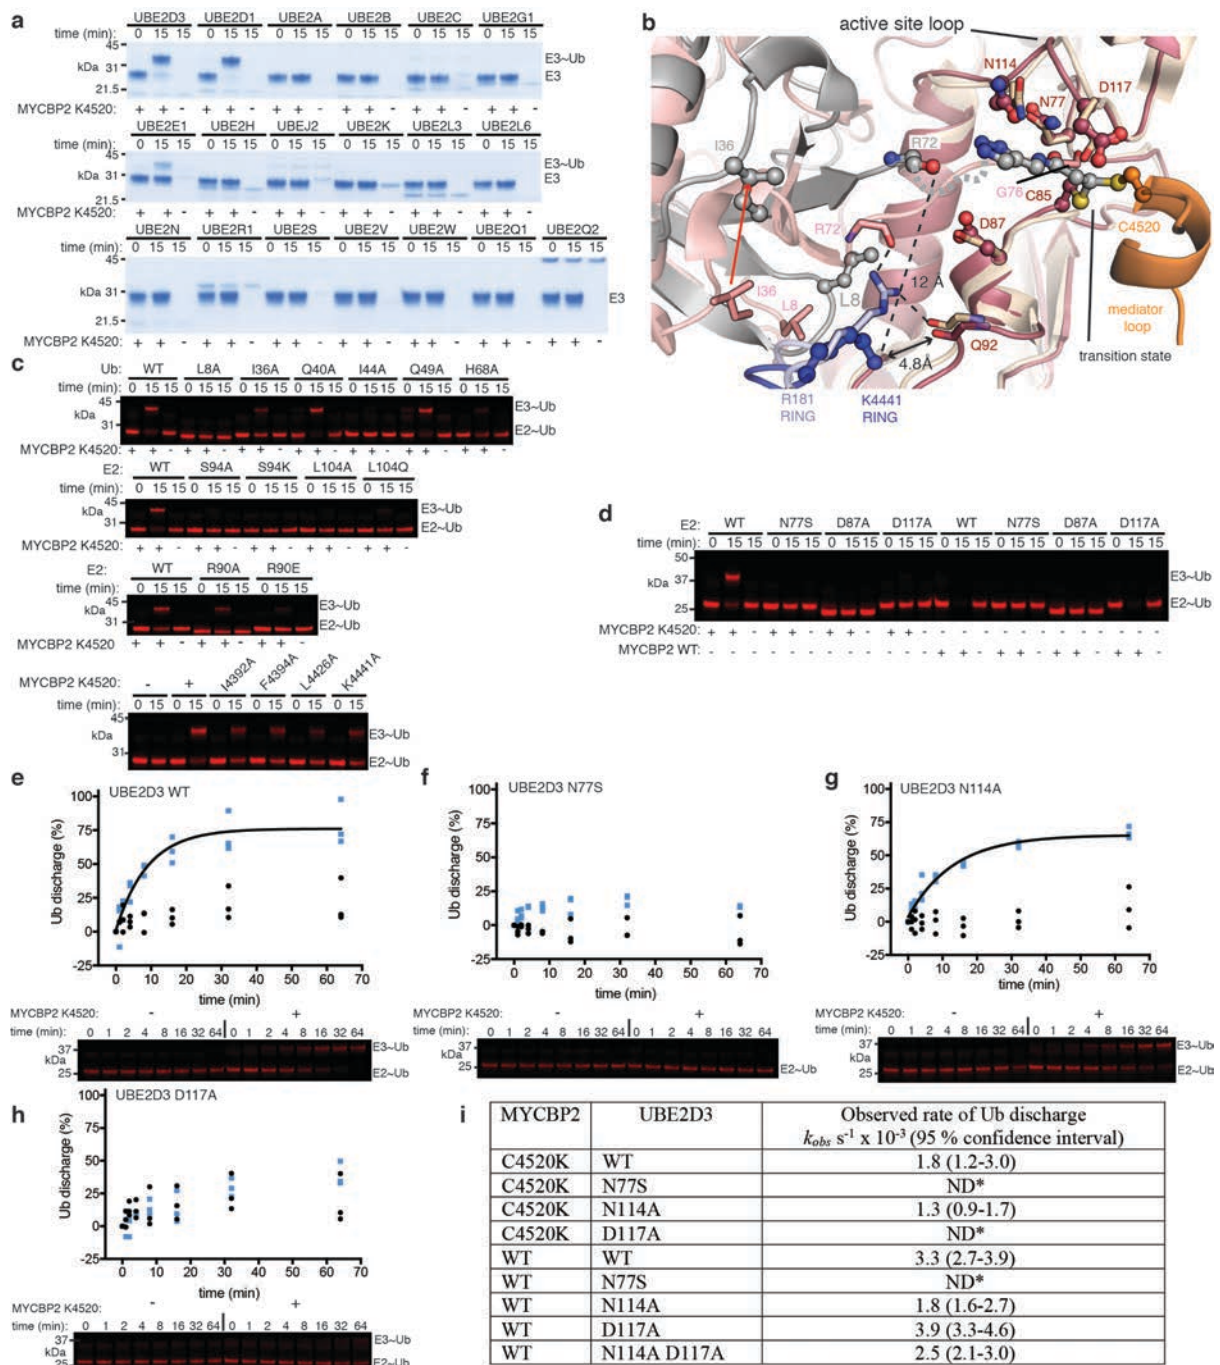 a
UBE2D3 UBE2D1 UBE2A UBE2B UBE2C UBE2G1
time (min): 0 15 15 0 15 15 0 15 15 0 15 15 0 15 15 0 15 15
45
kDa 31
21.5
E3~Ub
E3
MYCBP2 K4520: + + - + + - + + - + + - + + - + + -
UBE2E1 UBE2H UBEJ2 UBE2K UBE2L3 UBE2L6
time (min): 0 15 15 0 15 15 0 15 15 0 15 15 0 15 15 0 15 15
45
kDa 31
21.5
E3~Ub
E3
MYCBP2 K4520: + + - + + - + + - + + - + + - + + -
UBE2N UBE2R1 UBE2S UBE2V UBE2W UBE2Q1 UBE2Q2
time (min): 0 15 15 0 15 15 0 15 15 0 15 15 0 15 15 0 15 15 0 15 15
45
kDa 31
21.5
E3
MYCBP2 K4520: + + - + + - + + - + + - + + - + + - + + -
b
active site loop
N114
N77
D117
I36
R72
G76
C85
C4520
D87
R72
mediator
loop
I36
L8
L8
12 Å
Q92
transition state
4.8Å
R181
RING
K4441
RING
c
Ub: WT L8A I36A Q40A I44A Q49A H68A
time (min): 0 15 15 0 15 15 0 15 15 0 15 15 0 15 15 0 15 15 0 15 15
45
kDa
31
E3~Ub
E2~Ub
MYCBP2 K4520: + + - + + - + + - + + - + + - + + - + + -
E2: WT S94A S94K L104A L104Q
time (min): 0 15 15 0 15 15 0 15 15 0 15 15 0 15 15
45
kDa
31
E3~Ub
E2~Ub
MYCBP2 K4520: + + - + + - + + - + + - + + -
E2: WT R90A R90E
time (min): 0 15 15 0 15 15 0 15 15
45
kDa
31
E3~Ub
E2~Ub
MYCBP2 K4520 + + - + + - + + -
MYCBP2 K4520: - + I4392A F4394A L4426A K4441A
time (min): 0 15 0 15 0 15 0 15 0 15 0 15
45
kDa
31
E3~Ub
E2~Ub
d
E2: WT N77S D87A D117A WT N77S D87A D117A
time (min): 0 15 15 0 15 15 0 15 15 0 15 15 0 15 15 0 15 15 0 15 15 0 15 15
50
kDa 37
25
E3~Ub
E2~Ub
MYCBP2 K4520:
MYCBP2 WT:
e
UBE2D3 WT
Ub discharge (%)
100
75
50
25
0
-25
0 10 20 30 40 50 60 70
time (min)
MYCBP2 K4520: - +
time (min): 0 1 2 4 8 16 32 64 0 1 2 4 8 16 32 64
37
kDa
25
E3~Ub
E2~Ub
f
UBE2D3 N77S
Ub discharge (%)
100
75
50
25
0
-25
0 10 20 30 40 50 60 70
time (min)
MYCBP2 K4520: - +
time (min): 0 1 2 4 8 16 32 64 0 1 2 4 8 16 32 64
37
kDa
25
E2~Ub
g
UBE2D3 N114A
Ub discharge (%)
100
75
50
25
0
-25
0 10 20 30 40 50 60 70
time (min)
MYCBP2 K4520: - +
time (min): 0 1 2 4 8 16 32 64 0 1 2 4 8 16 32 64
37
kDa
25
E3~Ub
E2~Ub
h
UBE2D3 D117A
Ub discharge (%)
100
75
50
25
0
-25
0 10 20 30 40 50 60 70
time (min)
MYCBP2 K4520: - +
time (min): 0 1 2 4 8 16 32 64 0 1 2 4 8 16 32 64
37
kDa
25
E3~Ub
E2~Ub
i
MYCBP2 UBE2D3 Observed rate of Ub discharge
kobs s-1 x 10-3 (95 % confidence interval)
C4520K WT 1.8 (1.2-3.0)
C4520K N77S ND*
C4520K N114A 1.3 (0.9-1.7)
C4520K D117A ND*
WT WT 3.3 (2.7-3.9)
WT N77S ND*
WT N114A 1.8 (1.6-2.7)
WT D117A 3.9 (3.3-4.6)
WT N114A D117A 2.5 (2.1-3.0)